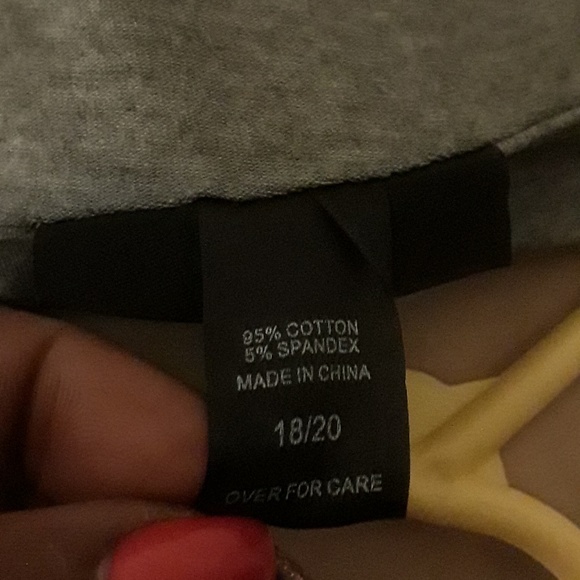 95% COTTON
5% SPANDEX
MADE IN CHINA
18/20
OVER FOR CARE